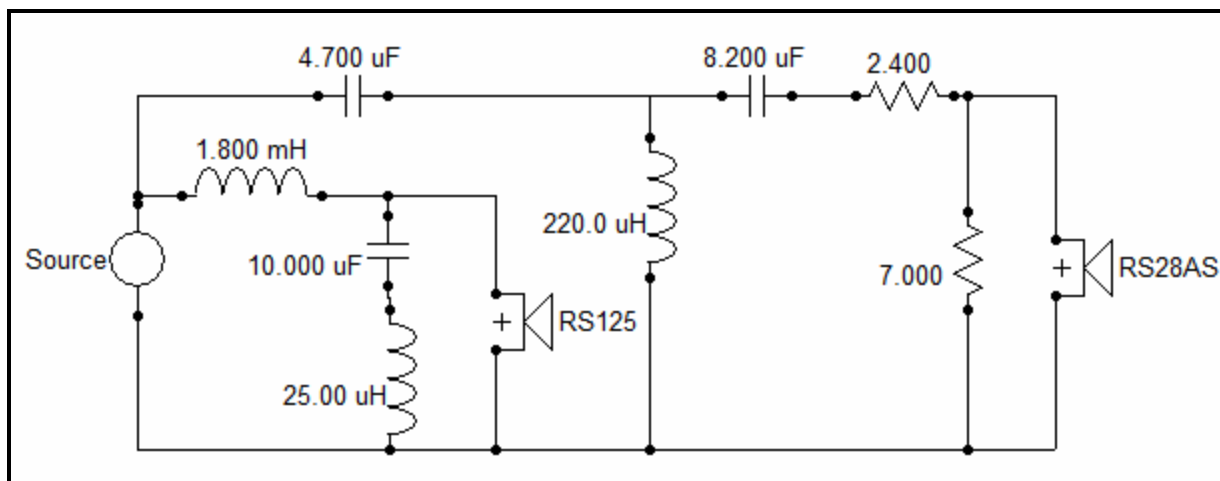 4.700 uF
8.200 uF
2.400
1.800 mH
220.0 uH
Source
10.000 uF
7.000
+
RS28AS
+
RS125
25.00 uH